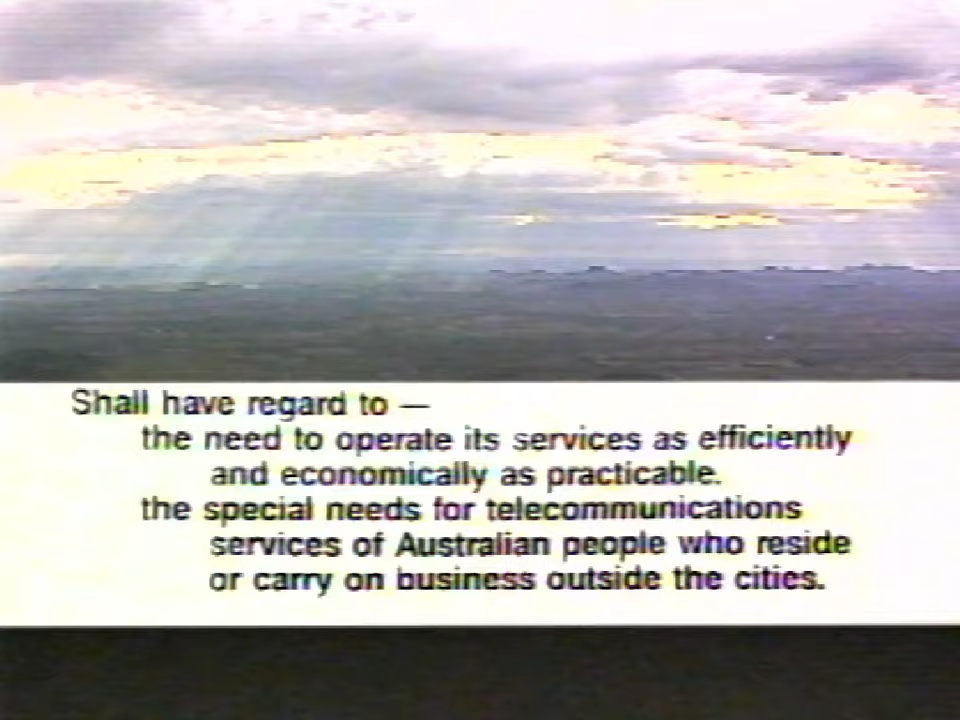 Shall have regard to —
the need to operate its services as efficiently
and economically as practicable.
the special needs for telecommunications
services of Australian people who reside
or carry on business outside the cities.